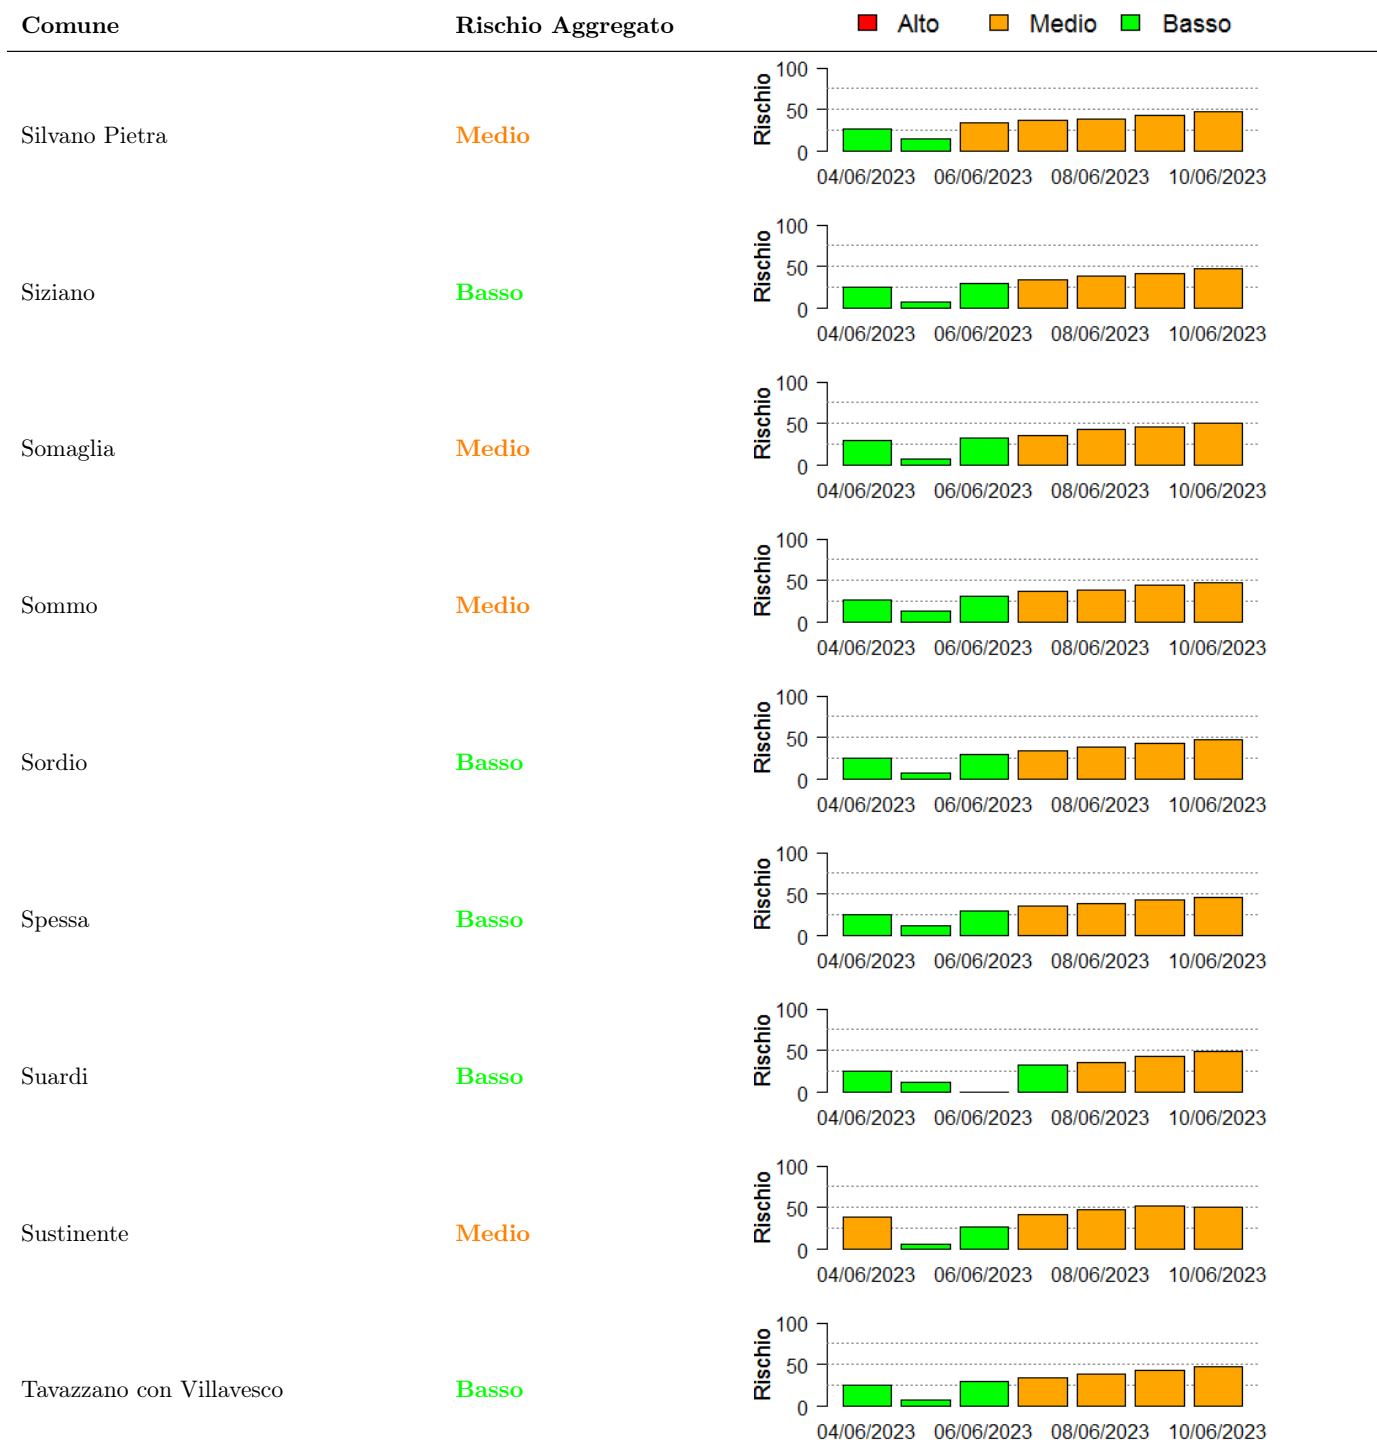 Comune Rischio Aggregato Alto Medio Basso
Silvano Pietra Medio
Rischio
100
50
0
04/06/2023 06/06/2023 08/06/2023 10/06/2023
Siziano Basso
Rischio
100
50
0
04/06/2023 06/06/2023 08/06/2023 10/06/2023
Somaglia Medio
Rischio
100
50
0
04/06/2023 06/06/2023 08/06/2023 10/06/2023
Sommo Medio
Rischio
100
50
0
04/06/2023 06/06/2023 08/06/2023 10/06/2023
Sordio Basso
Rischio
100
50
0
04/06/2023 06/06/2023 08/06/2023 10/06/2023
Spessa Basso
Rischio
100
50
0
04/06/2023 06/06/2023 08/06/2023 10/06/2023
Suardi Basso
Rischio
100
50
0
04/06/2023 06/06/2023 08/06/2023 10/06/2023
Sustinente Medio
Rischio
100
50
0
04/06/2023 06/06/2023 08/06/2023 10/06/2023
Tavazzano con Villavesco Basso
Rischio
100
50
0
04/06/2023 06/06/2023 08/06/2023 10/06/2023